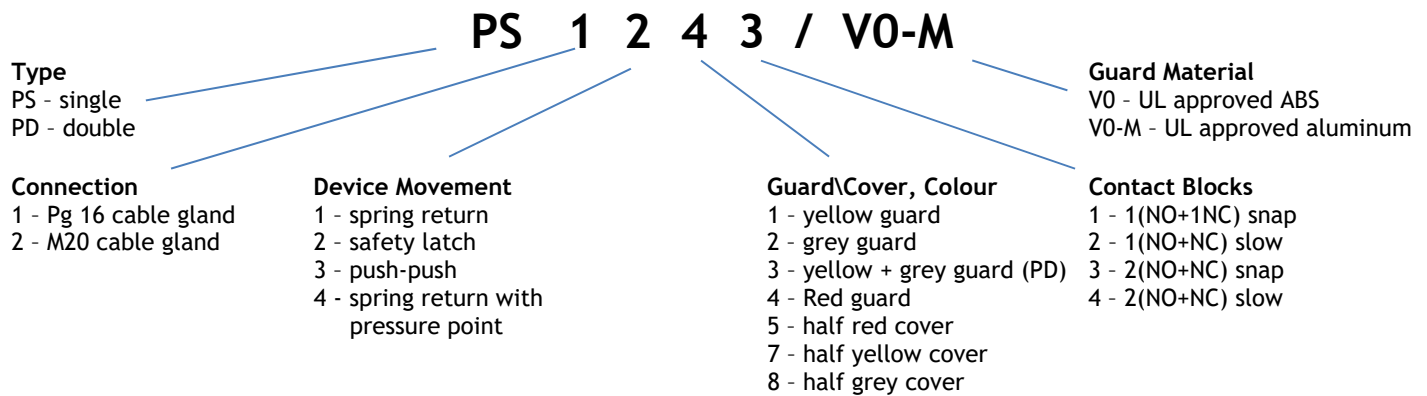 PS 1 2 4 3 / V0-M
Type
PS – single
PD – double
Guard Material
V0 – UL approved ABS
V0-M – UL approved aluminum
Connection
1 – Pg 16 cable gland
2 – M20 cable gland
Device Movement
1 – spring return
2 – safety latch
3 – push-push
4 - spring return with
pressure point
Guard\Cover, Colour
1 – yellow guard
2 – grey guard
3 – yellow + grey guard (PD)
4 – Red guard
5 – half red cover
7 – half yellow cover
8 – half grey cover
Contact Blocks
1 – 1(NO+1NC) snap
2 – 1(NO+NC) slow
3 – 2(NO+NC) snap
4 – 2(NO+NC) slow